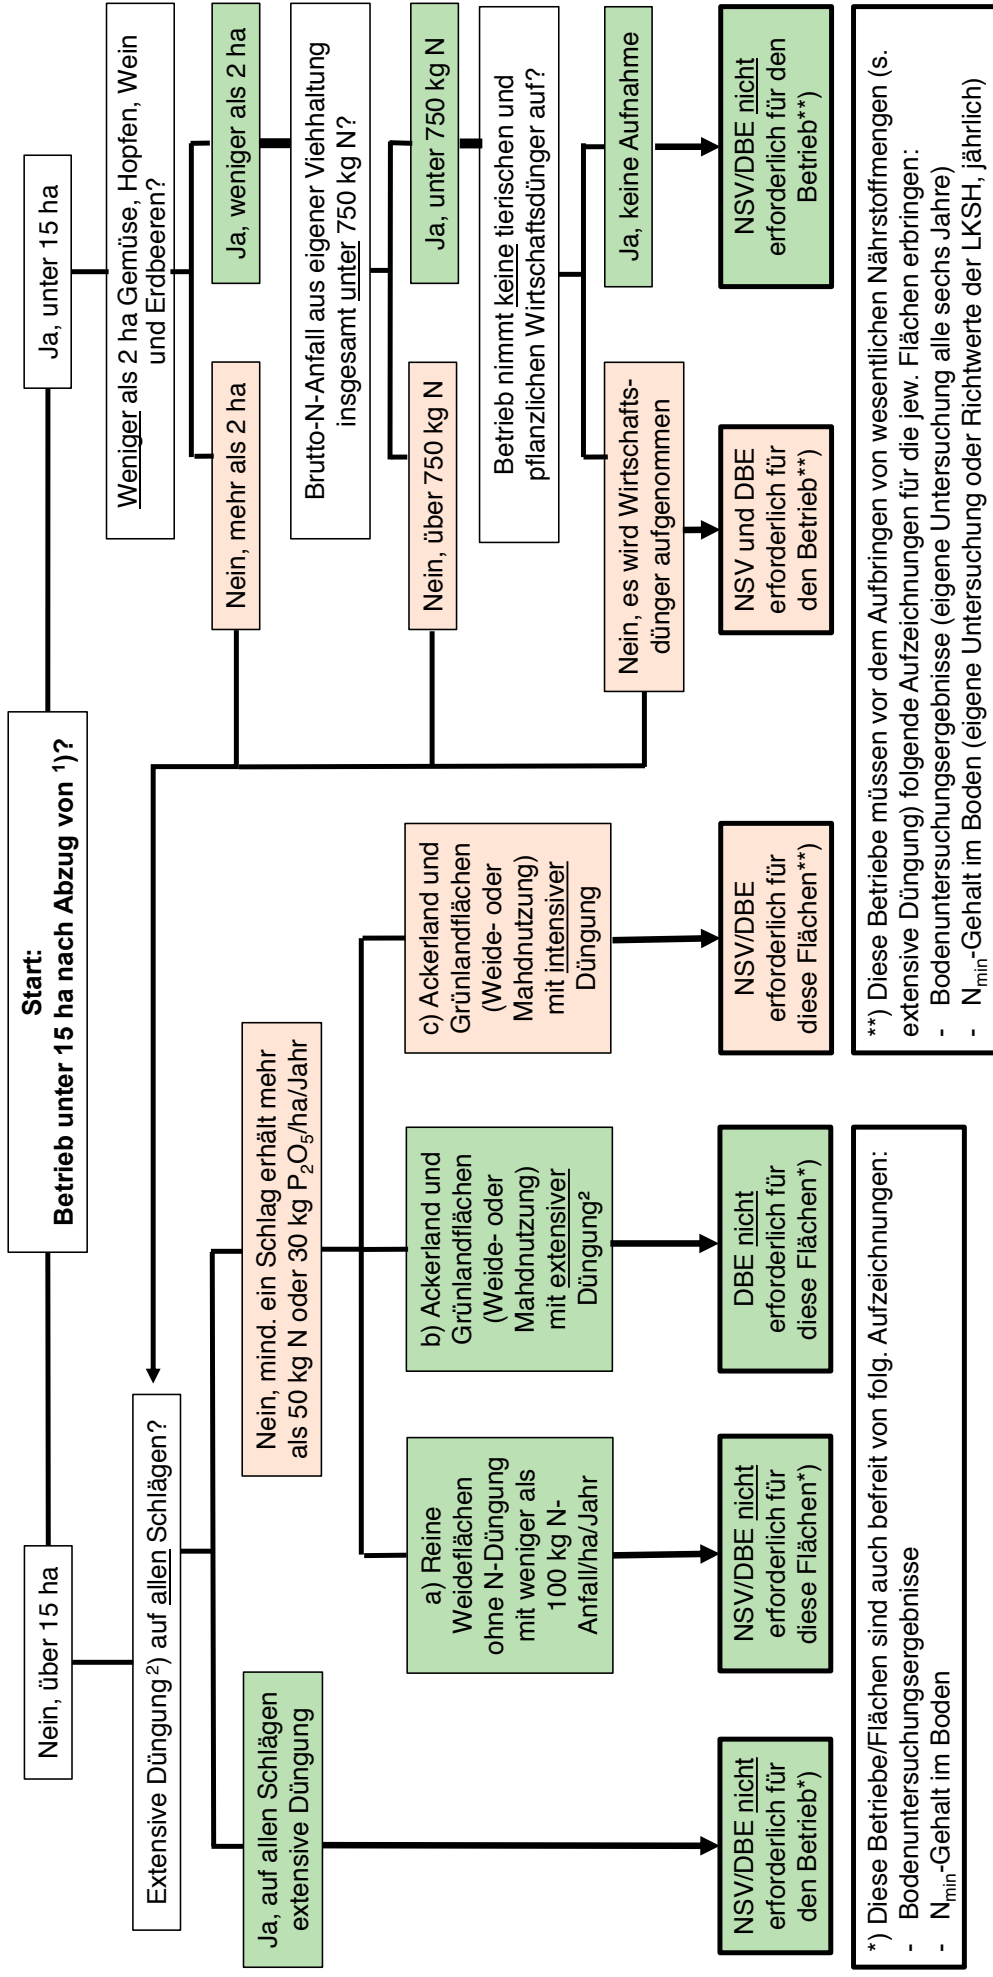 Start:
Betrieb unter 15 ha nach Abzug von ¹)?
Nein, über 15 ha
Ja, unter 15 ha
Extensive Düngung ²) auf allen Schlägen?
Weniger als 2 ha Gemüse, Hopfen, Wein
und Erdbeeren?
Nein, mehr als 2 ha
Ja, weniger als 2 ha
Ja, auf allen Schlägen
extensive Düngung
Nein, mind. ein Schlag erhält mehr
als 50 kg N oder 30 kg P₂O₅/ha/Jahr
Brutto-N-Anfall aus eigener Viehhaltung
insgesamt unter 750 kg N?
Nein, über 750 kg N
Ja, unter 750 kg N
a) Reine
Weideflächen
ohne N-Düngung
mit weniger als
100 kg N-
Anfall/ha/Jahr
b) Ackerland und
Grünlandflächen
(Weide- oder
Mahdnutzung)
mit extensiver
Düngung²
c) Ackerland und
Grünlandflächen
(Weide- oder
Mahdnutzung)
mit intensiver
Düngung
Betrieb nimmt keine tierischen und
pflanzlichen Wirtschaftsdünger auf?
Nein, es wird Wirtschafts-
dünger aufgenommen
Ja, keine Aufnahme
NSV/DBE nicht
erforderlich für
den Betrieb*)
NSV/DBE nicht
erforderlich für
diese Flächen*)
DBE nicht
erforderlich für
diese Flächen*)
NSV/DBE
erforderlich für
diese Flächen**)
NSV und DBE
erforderlich für
den Betrieb**)
NSV/DBE nicht
erforderlich für den
Betrieb**)
*) Diese Betriebe/Flächen sind auch befreit von folg. Aufzeichnungen:
- Bodenuntersuchungsergebnisse
- Nmin-Gehalt im Boden
**) Diese Betriebe müssen vor dem Aufbringen von wesentlichen Nährstoffmengen (s.
extensive Düngung) folgende Aufzeichnungen für die jew. Flächen erbringen:
- Bodenuntersuchungsergebnisse (eigene Untersuchung alle sechs Jahre)
- Nmin-Gehalt im Boden (eigene Untersuchung oder Richtwerte der LKSH, jährlich)